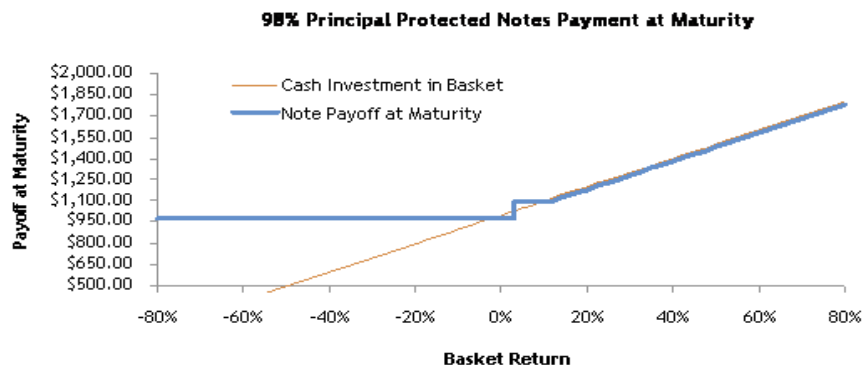 98% Principal Protected Notes Payment at Maturity
$2,000.00
$1,850.00
$1,700.00
$1,550.00
$1,400.00
$1,250.00
$1,100.00
$950.00
$800.00
$650.00
$500.00
Payoff at Maturity
Cash Investment in Basket
Note Payoff at Maturity
-80% -60% -40% -20% 0% 20% 40% 60% 80%
Basket Return